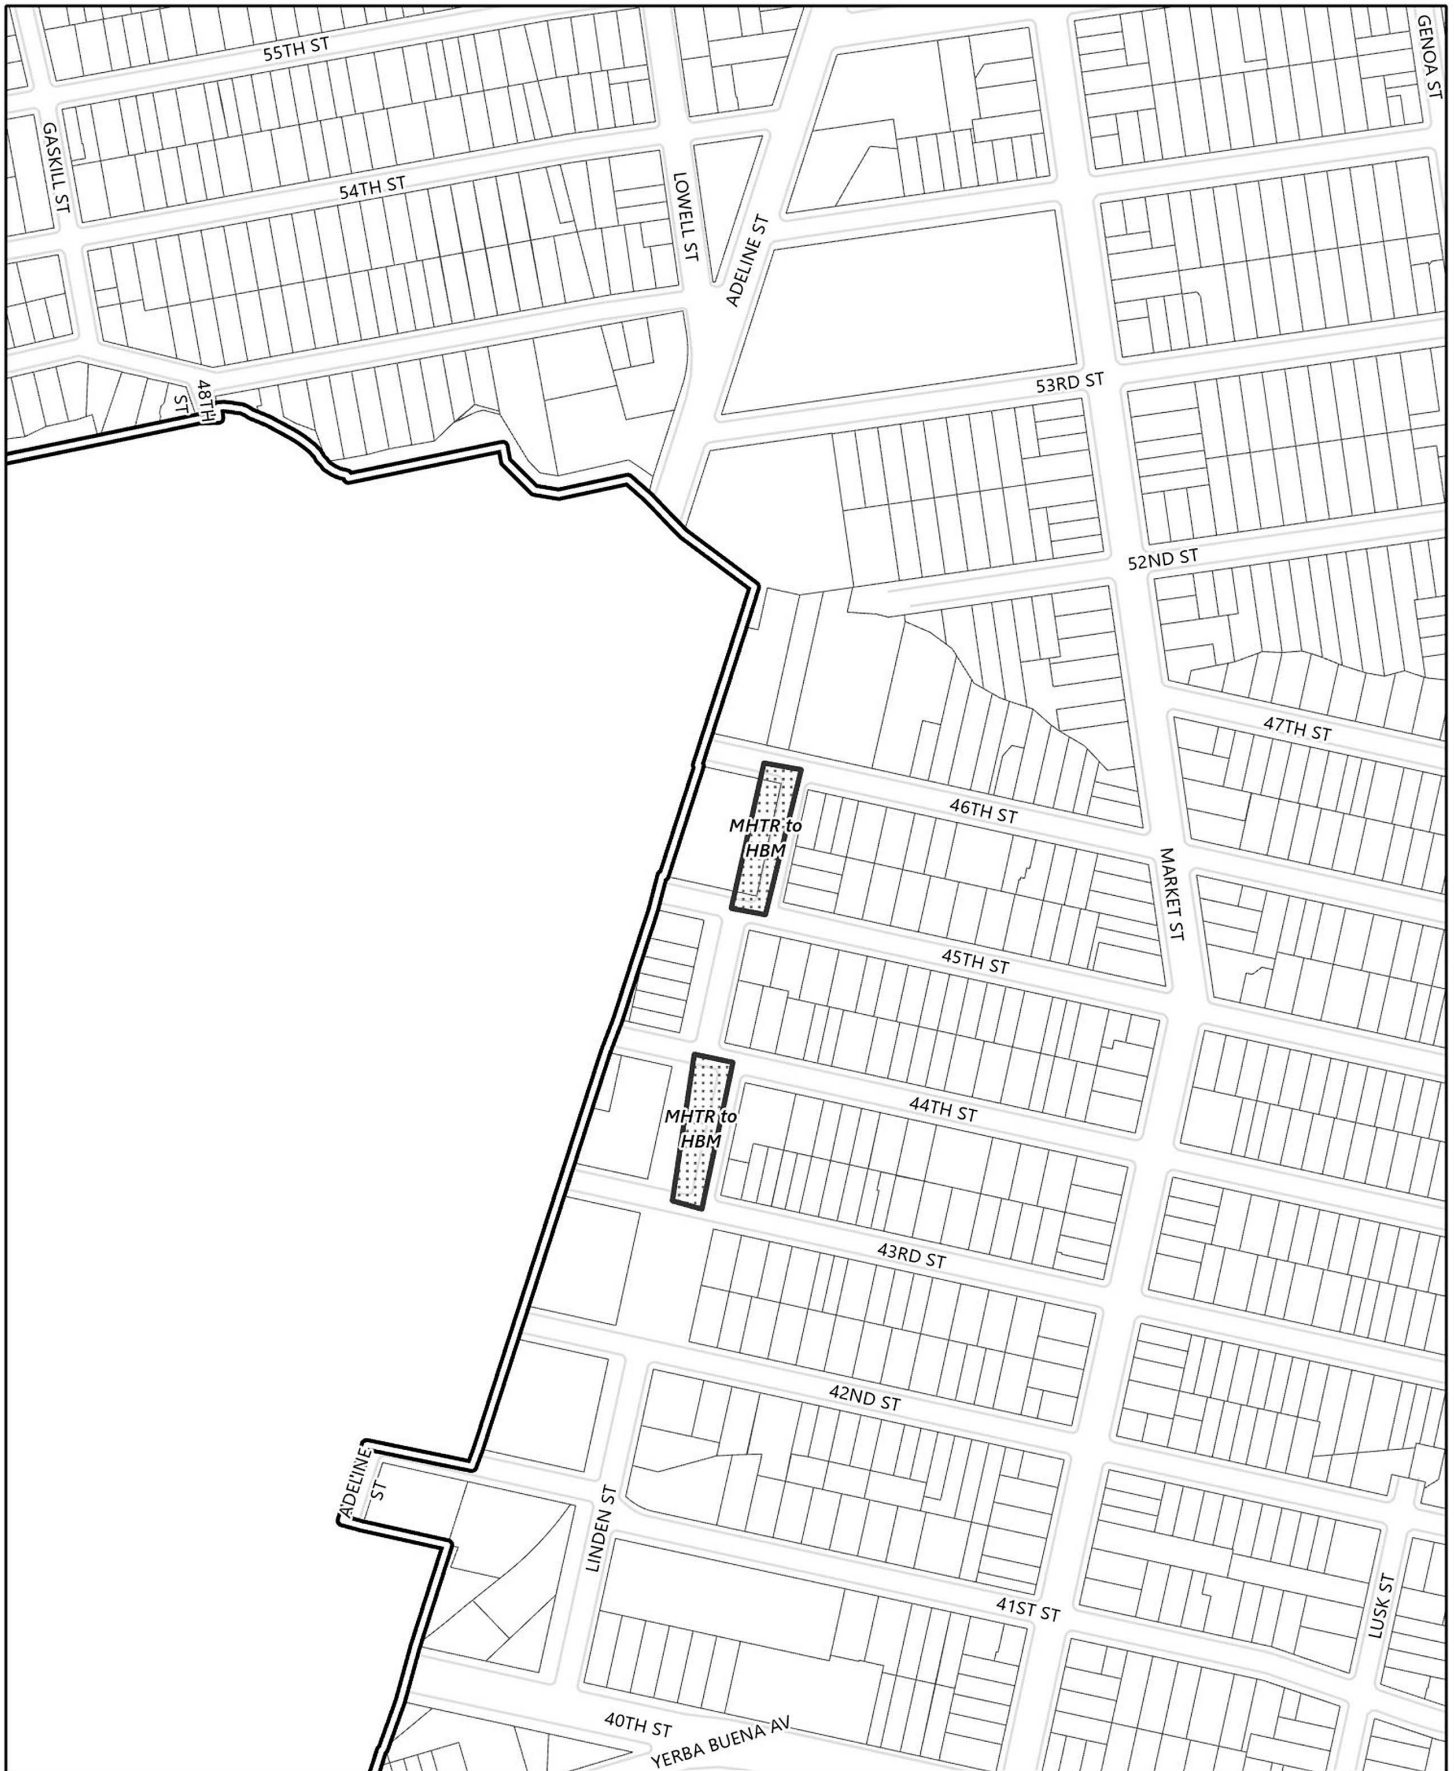 55TH ST
GENOA ST
GASKILL ST
54TH ST
LOWELL ST
ADELINE ST
53RD ST
48TH
ST
52ND ST
47TH ST
46TH ST
MHTR to
HBM
MARKET ST
45TH ST
44TH ST
MHTR to
HBM
43RD ST
42ND ST
ADELINE
ST
LINDEN ST
41ST ST
LUSK ST
40TH ST
YERBA BUENA AV